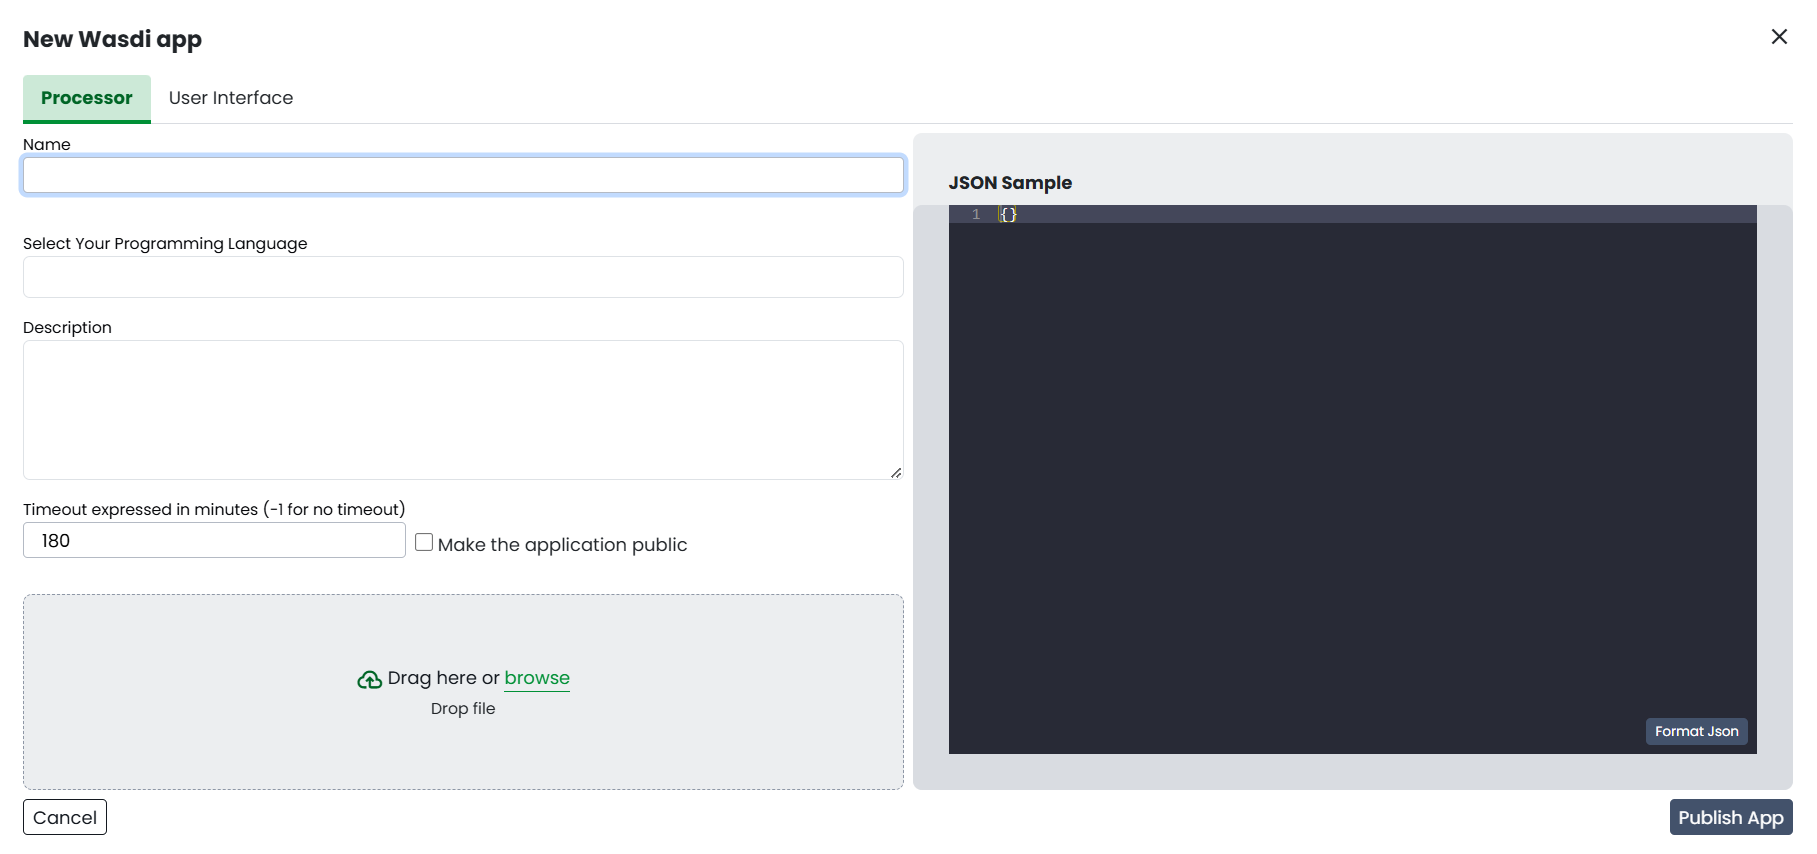 New Wasdi app
Processor
User Interface
Name
Select Your Programming Language
Description
Timeout expressed in minutes (-1 for no timeout)
180
Make the application public
Drag here or browse
Drop file
JSON Sample
1 {}
Format Json
Cancel
Publish App